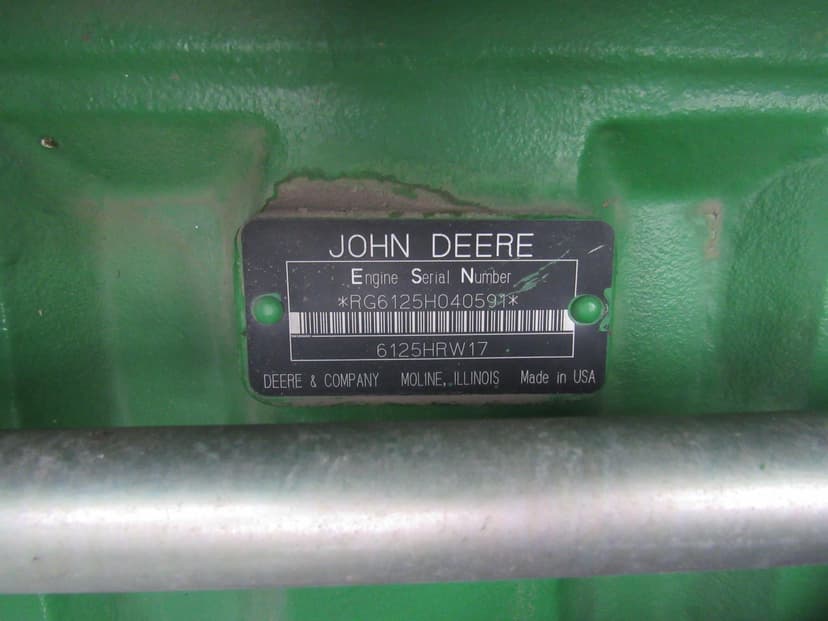 JOHN DEERE
Engine Serial Number
*RG6125H040591*
6125HRW17
DEERE & COMPANY MOLINE, ILLINOIS Made in USA